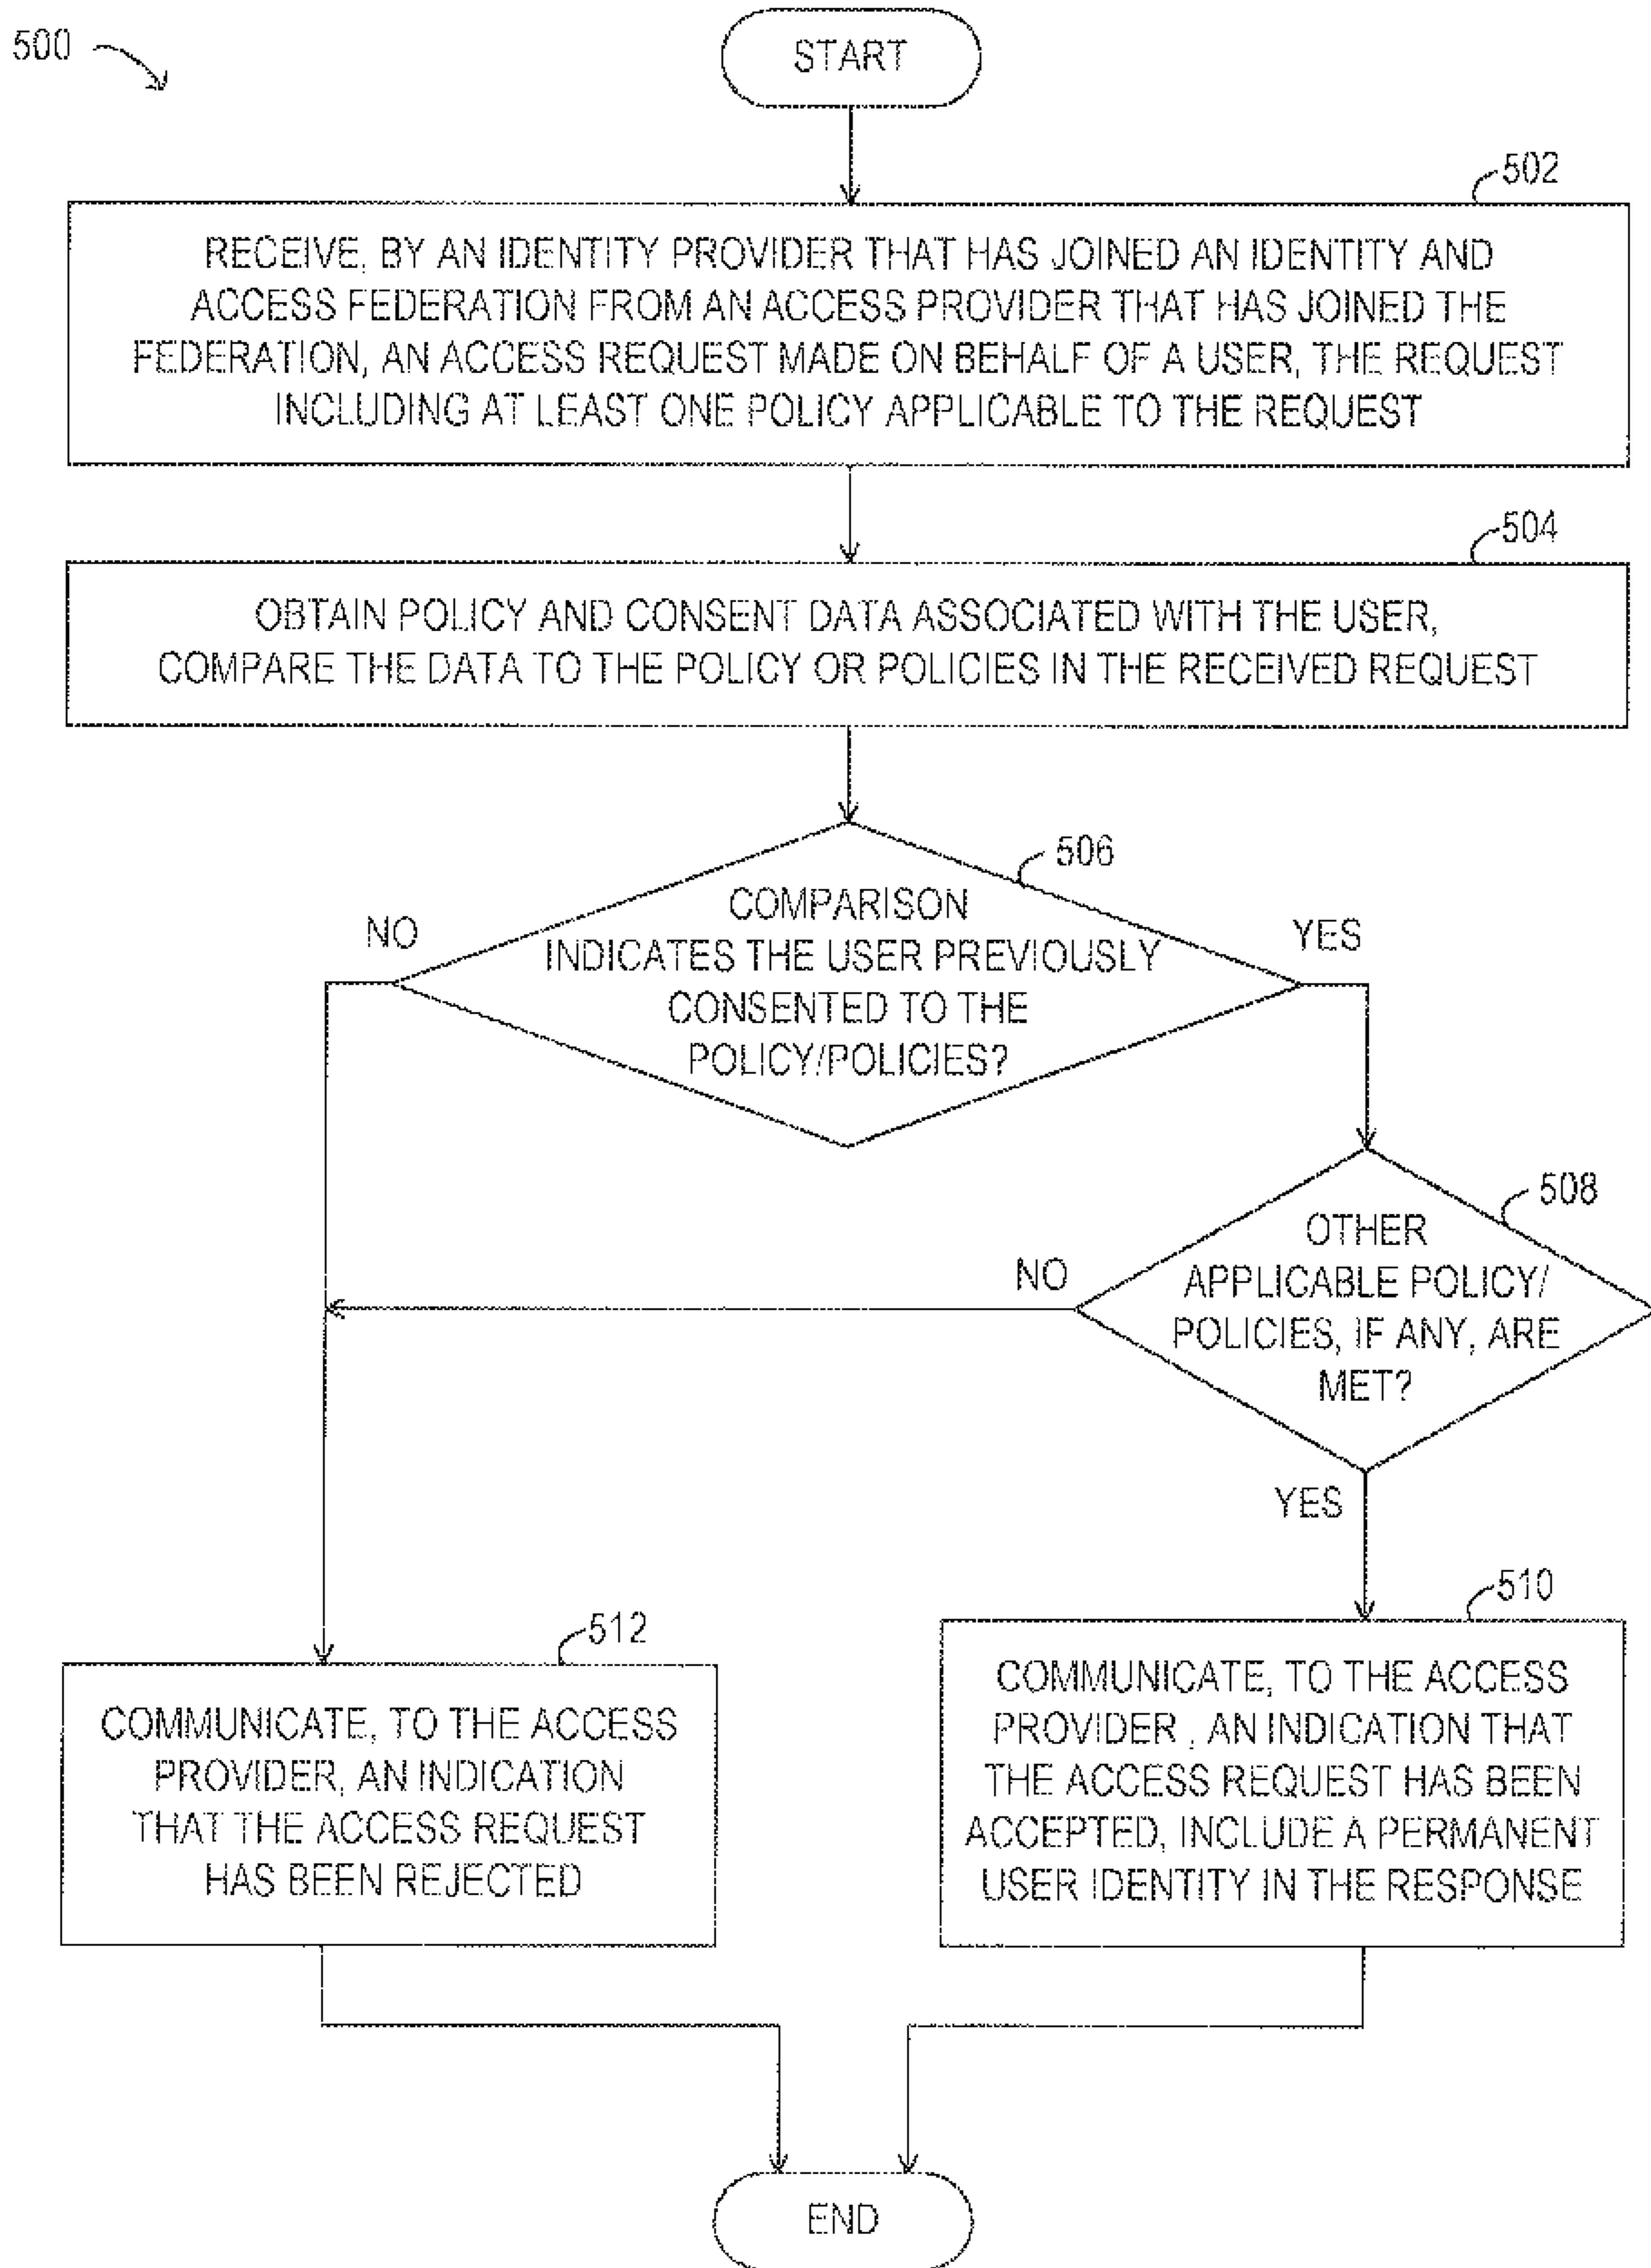 500
START
502
RECEIVE, BY AN IDENTITY PROVIDER THAT HAS JOINED AN IDENTITY AND
ACCESS FEDERATION FROM AN ACCESS PROVIDER THAT HAS JOINED THE
FEDERATION, AN ACCESS REQUEST MADE ON BEHALF OF A USER, THE REQUEST
INCLUDING AT LEAST ONE POLICY APPLICABLE TO THE REQUEST
504
OBTAIN POLICY AND CONSENT DATA ASSOCIATED WITH THE USER,
COMPARE THE DATA TO THE POLICY OR POLICIES IN THE RECEIVED REQUEST
506
COMPARISON
INDICATES THE USER PREVIOUSLY
CONSENTED TO THE
POLICY/POLICIES?
NO
YES
508
OTHER
APPLICABLE POLICY/
POLICIES, IF ANY, ARE
MET?
NO
YES
510
COMMUNICATE, TO THE ACCESS
PROVIDER , AN INDICATION THAT
THE ACCESS REQUEST HAS BEEN
ACCEPTED, INCLUDE A PERMANENT
USER IDENTITY IN THE RESPONSE
512
COMMUNICATE, TO THE ACCESS
PROVIDER, AN INDICATION
THAT THE ACCESS REQUEST
HAS BEEN REJECTED
END